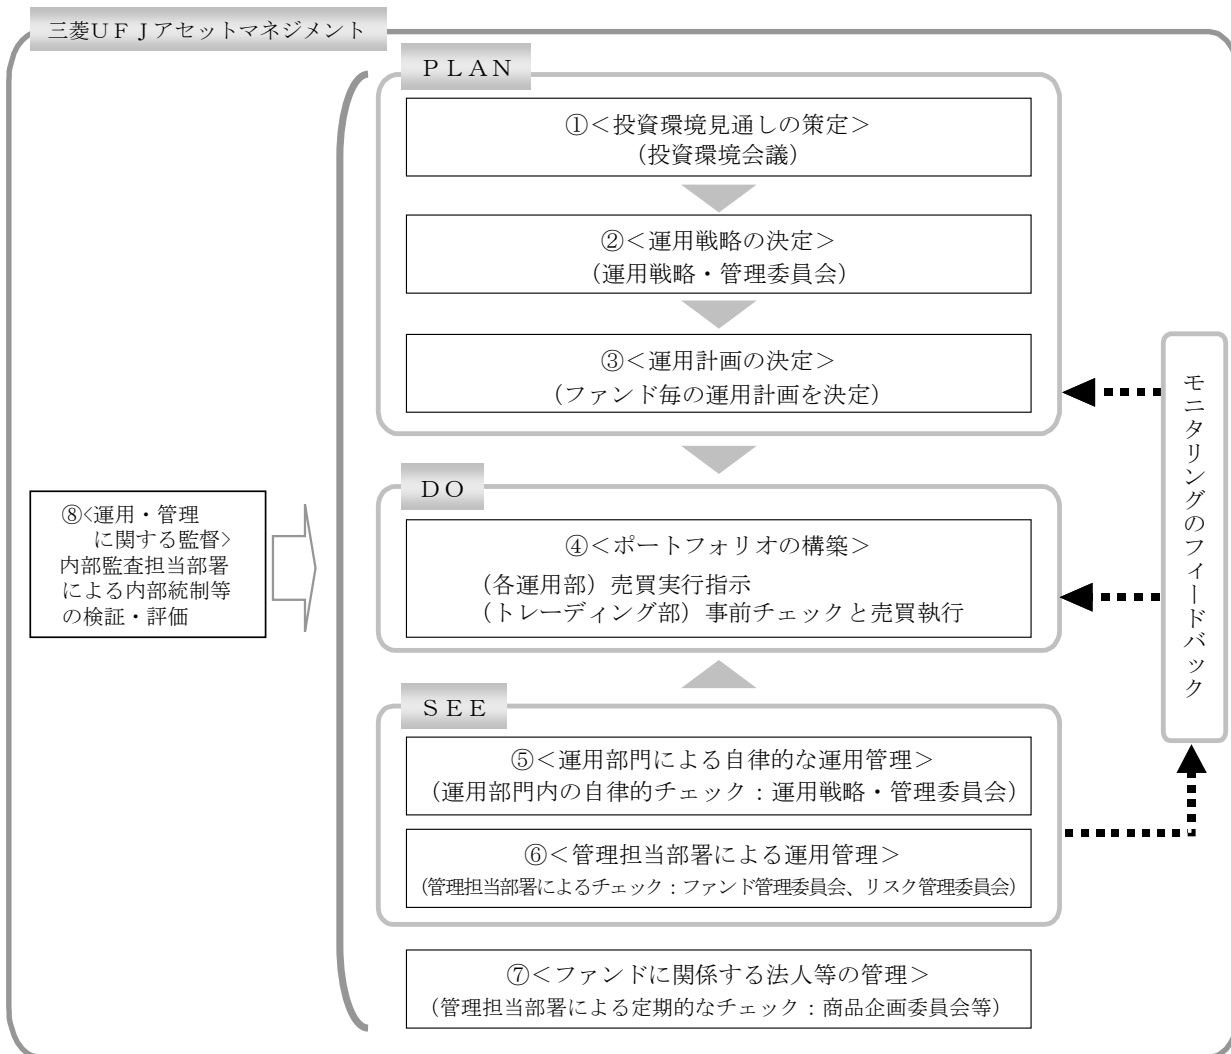 三菱ＵＦＪアセットマネジメント
ＰＬＡＮ
①＜投資環境見通しの策定＞
（投資環境会議）
②＜運用戦略の決定＞
（運用戦略・管理委員会）
③＜運用計画の決定＞
（ファンド毎の運用計画を決定）
ＤＯ
④＜ポートフォリオの構築＞
（各運用部）売買実行指示
（トレーディング部）事前チェックと売買執行
ＳＥＥ
⑤＜運用部門による自律的な運用管理＞
（運用部門内の自律的チェック：運用戦略・管理委員会）
⑥＜管理担当部署による運用管理＞
（管理担当部署によるチェック：ファンド管理委員会、リスク管理委員会）
⑦＜ファンドに関係する法人等の管理＞
（管理担当部署による定期的なチェック：商品企画委員会等）
⑧<運用・管理
に関する監督>
内部監査担当部署
による内部統制等
の検証・評価
モニタリングのフィードバック